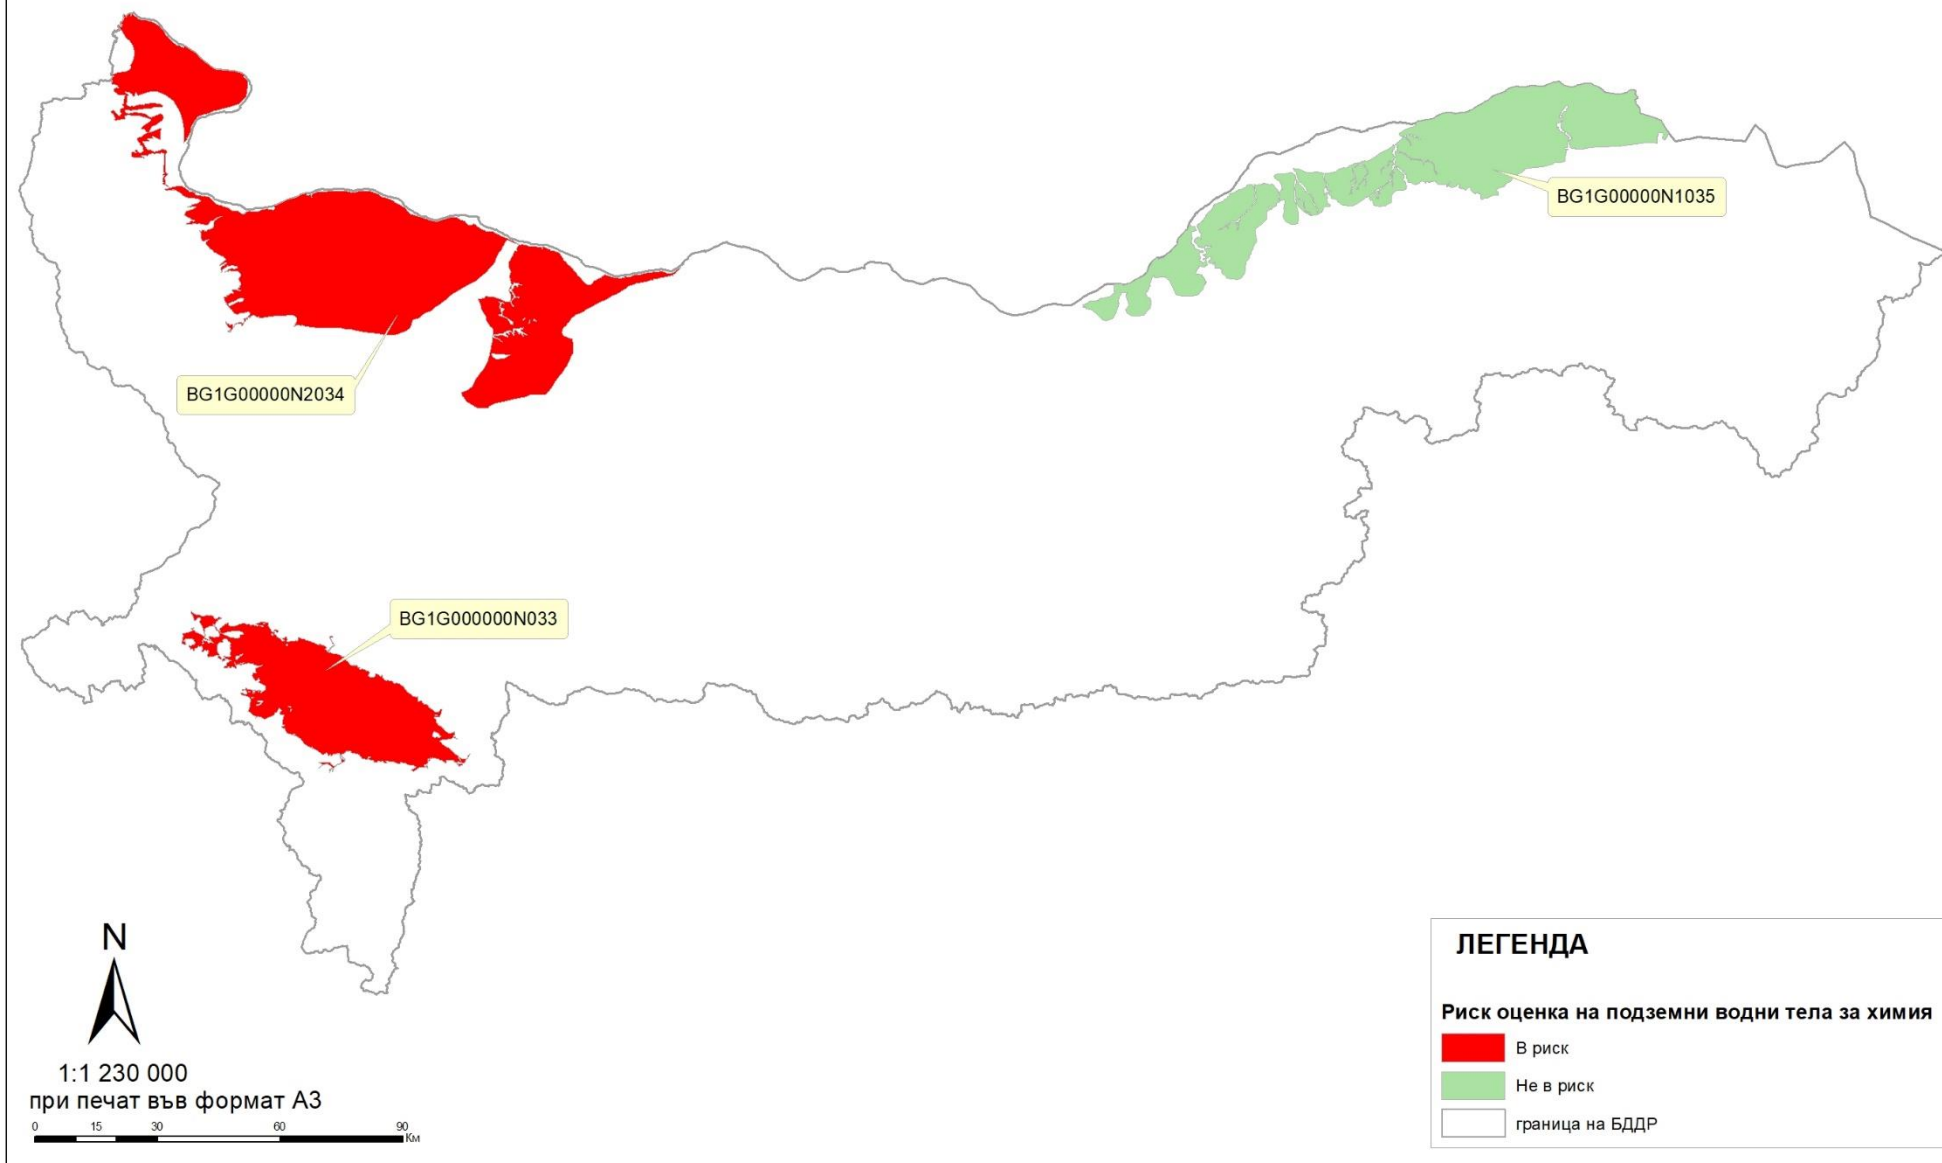 BG1G00000N1035
BG1G00000N2034
BG1G000000N033
N
1:1 230 000
при печат във формат А3
0 15 30 60 90
Км
ЛЕГЕНДА
Риск оценка на подземни водни тела за химия
В риск
Не в риск
граница на БДДР